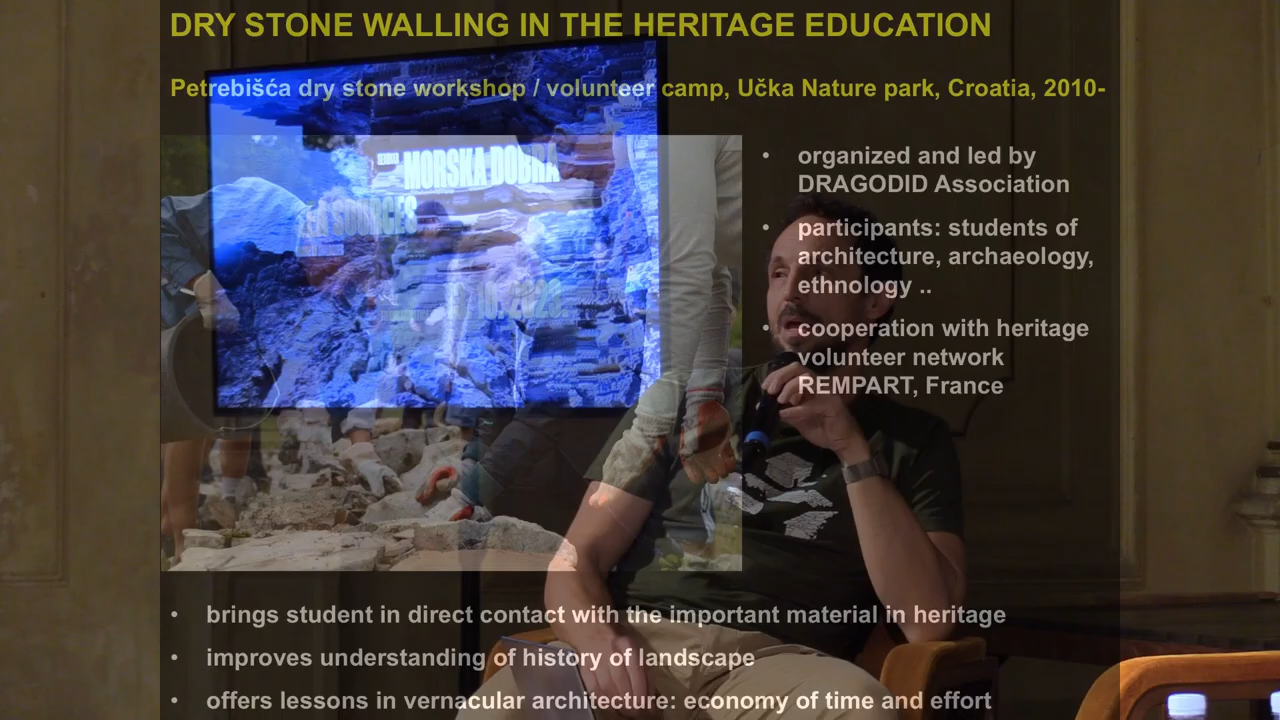 DRY STONE WALLING IN THE HERITAGE EDUCATION
Petrebišća dry stone workshop / volunteer camp, Učka Nature park, Croatia, 2010-
MORSKA DOBRA
SOURCES
10.2023.
• organized and led by
DRAGODID Association
• participants: students of
architecture, archaeology,
ethnology ..
• cooperation with heritage
volunteer network
REMPART, France
• brings student in direct contact with the important material in heritage
• improves understanding of history of landscape
• offers lessons in vernacular architecture: economy of time and effort